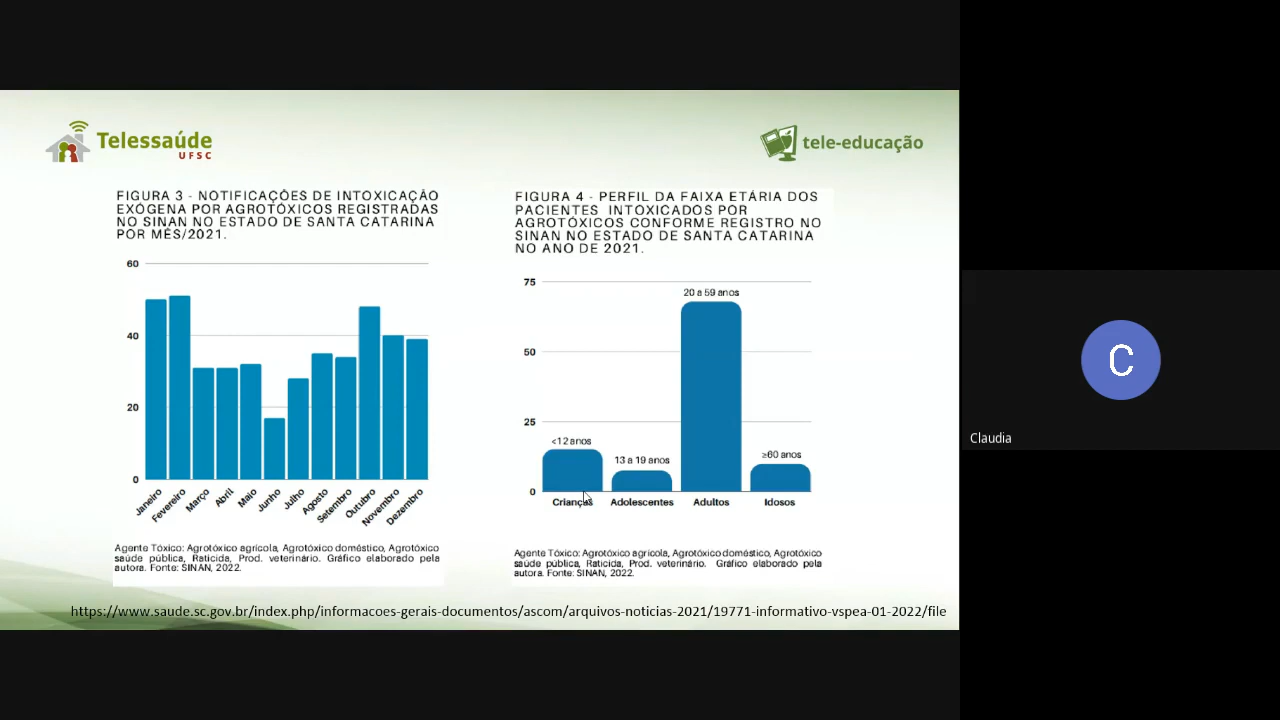 Telessaúde
UFSC
tele-educação
FIGURA 3 - NOTIFICAÇÕES DE INTOXICAÇÃO
EXÓGENA POR AGROTÓXICOS REGISTRADAS
NO SINAN NO ESTADO DE SANTA CATARINA
POR MÊS/2021.
60
40
20
0
Janeiro
Fevereiro
Março
Abril
Maio
Junho
Julho
Agosto
Setembro
Outubro
Novembro
Dezembro
Agente Tóxico: Agrotóxico agrícola, Agrotóxico doméstico, Agrotóxico
saúde pública, Raticida, Prod. veterinário. Gráfico elaborado pela
autora. Fonte: SINAN, 2022.
FIGURA 4 - PERFIL DA FAIXA ETÁRIA DOS
PACIENTES INTOXICADOS POR
AGROTÓXICOS CONFORME REGISTRO NO
SINAN NO ESTADO DE SANTA CATARINA
NO ANO DE 2021.
75
50
25
0
<12 anos
13 a 19 anos
20 a 59 anos
≥60 anos
Crianças
Adolescentes
Adultos
Idosos
Agente Tóxico: Agrotóxico agrícola, Agrotóxico doméstico, Agrotóxico
saúde pública, Raticida, Prod. veterinário. Gráfico elaborado pela
autora. Fonte: SINAN, 2022.
https://www.saude.sc.gov.br/index.php/informacoes-gerais-documentos/ascom/arquivos-noticias-2021/19771-informativo-vspea-01-2022/file
C
Claudia